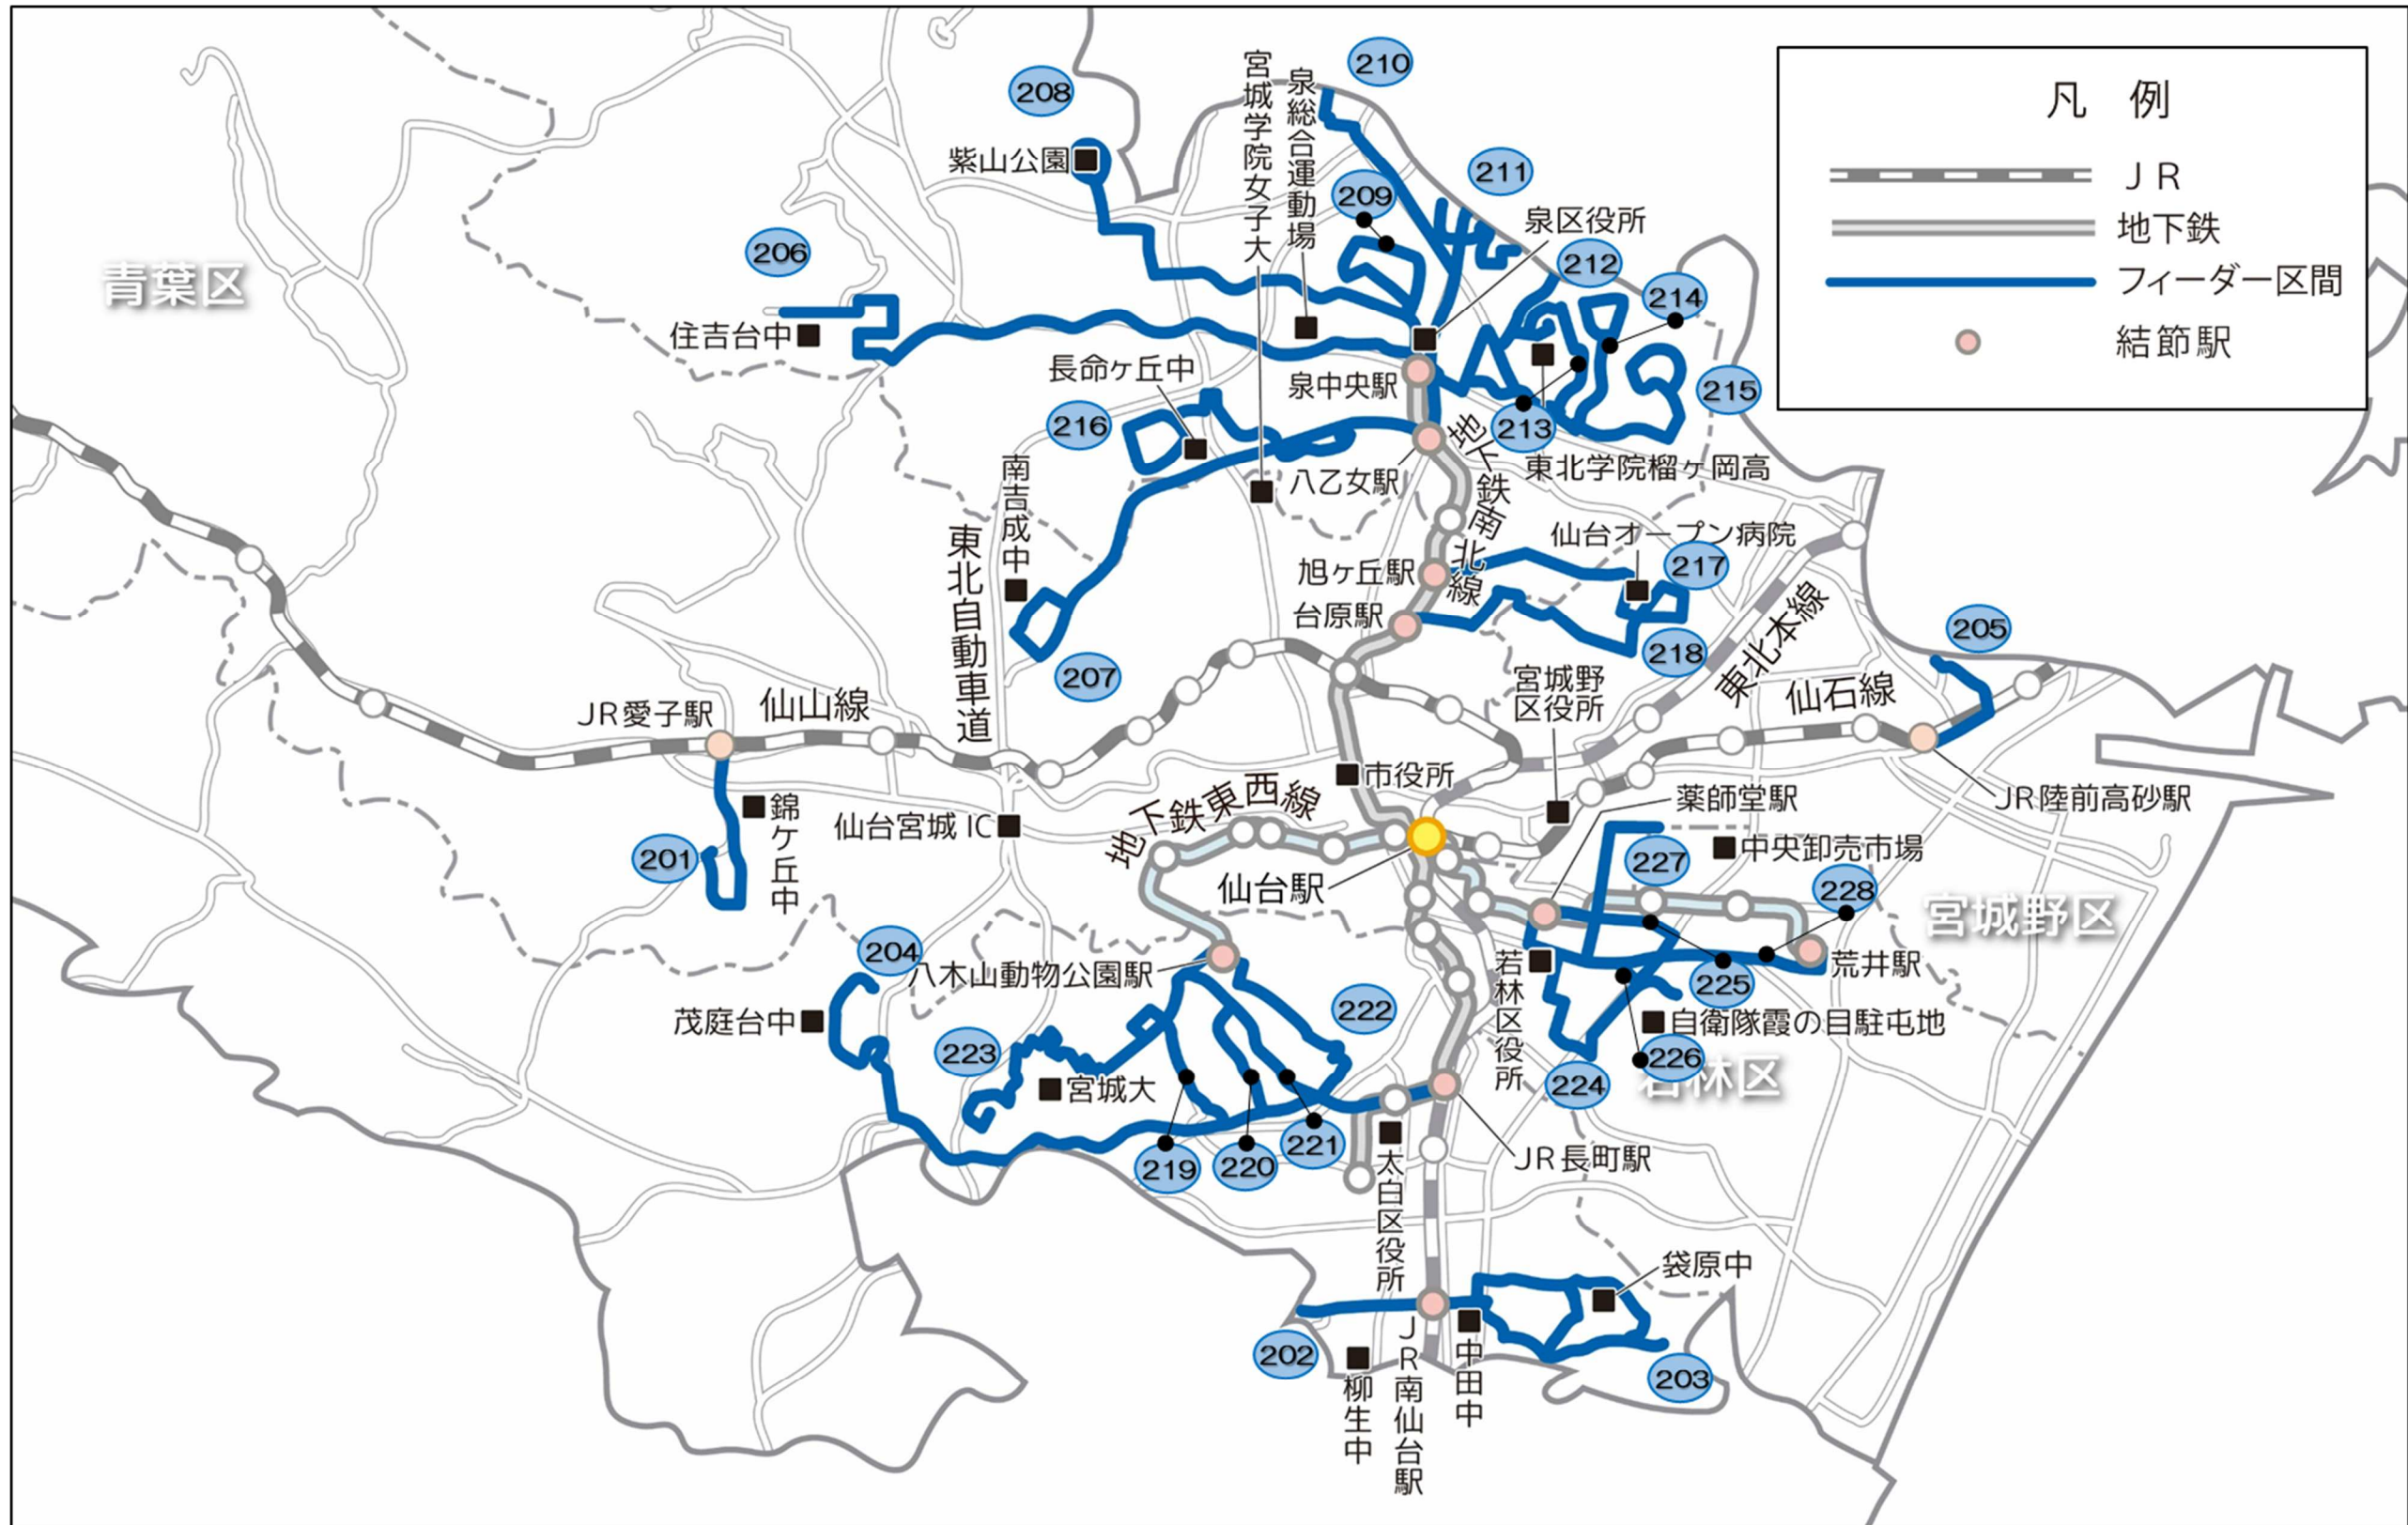 凡 例
ＪＲ
地下鉄
フィーダー区間
結節駅
210
208
宮城学院女子大
泉総合運動場
紫山公園
211
209
泉区役所
206
212
青葉区
214
住吉台中
長命ヶ丘中
泉中央駅
215
216
213
地下鉄南北線
東北学院榴ヶ岡高
八乙女駅
南吉成中
仙台オープン病院
東北自動車道
217
旭ヶ丘駅
台原駅
205
218
207
宮城野
区役所
東北本線
仙石線
JR愛子駅
仙山線
市役所
薬師堂駅
JR陸前高砂駅
錦ケ丘中
仙台宮城 IC
地下鉄東西線
201
227
中央卸売市場
仙台駅
228
宮城野区
204
八木山動物公園駅
若林区役所
荒井駅
225
222
茂庭台中
自衛隊霞の目駐屯地
223
226
宮城大
224
若林区
221
219
220
太白区役所
JR長町駅
袋原中
202
203
柳生中
JR南仙台駅
中田中